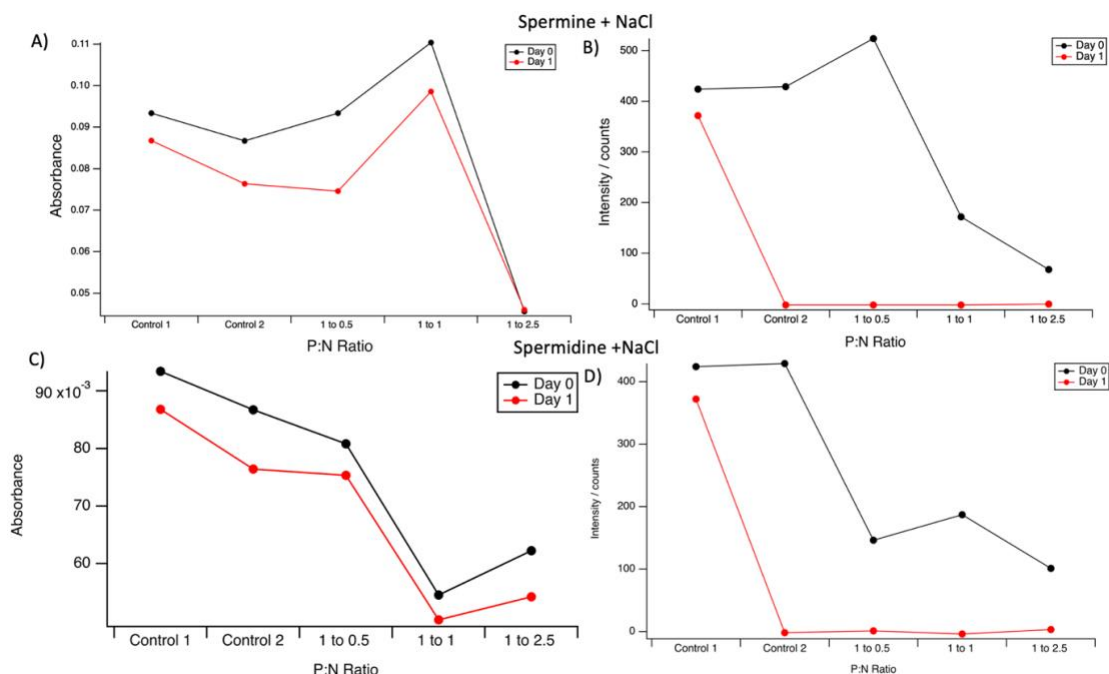 Spermine + NaCl
A)
0.11
0.10
0.09
0.08
0.07
0.06
0.05
Absorbance
Day 0
Day 1
Control 1 Control 2 1 to 0.5 1 to 1 1 to 2.5
P:N Ratio
B)
500
400
300
200
100
0
Intensity / counts
Day 0
Day 1
Control 1 Control 2 1 to 0.5 1 to 1 1 to 2.5
P:N Ratio
Spermidine +NaCl
C)
90 x10-3
80
70
60
Absorbance
Day 0
Day 1
Control 1 Control 2 1 to 0.5 1 to 1 1 to 2.5
P:N Ratio
D)
400
300
200
100
0
Intensity / counts
Day 0
Day 1
Control 1 Control 2 1 to 0.5 1 to 1 1 to 2.5
P:N Ratio